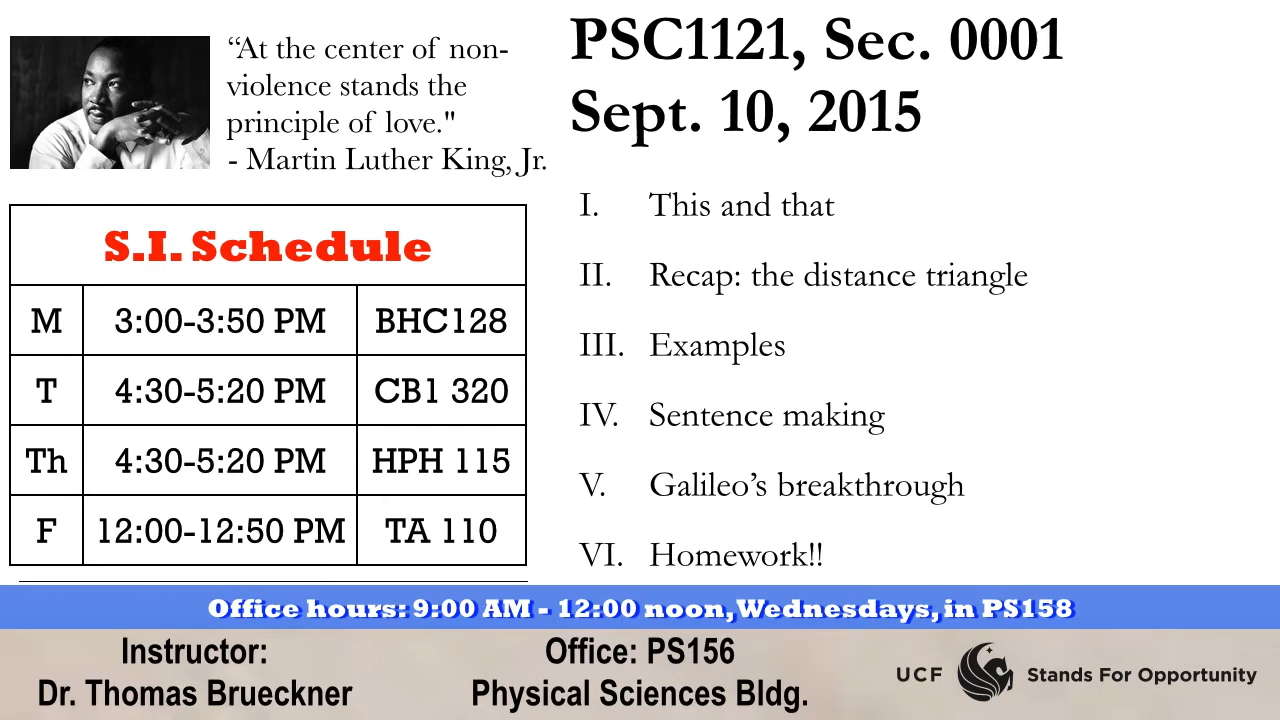 “At the center of non-
violence stands the
principle of love."
- Martin Luther King, Jr.
PSC1121, Sec. 0001
Sept. 10, 2015
S.I. Schedule
M 3:00-3:50 PM BHC128
T 4:30-5:20 PM CB1 320
Th 4:30-5:20 PM HPH 115
F 12:00-12:50 PM TA 110
I. This and that
II. Recap: the distance triangle
III. Examples
IV. Sentence making
V. Galileo’s breakthrough
VI. Homework!!
Office hours: 9:00 AM - 12:00 noon, Wednesdays, in PS158
Instructor:
Dr. Thomas Brueckner
Office: PS156
Physical Sciences Bldg.
UCF Stands For Opportunity